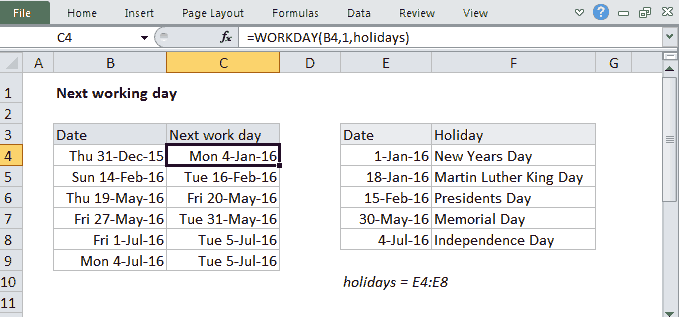 File Home Insert Page Layout Formulas Data Review View
C4 fx =WORKDAY(B4,1,holidays)
A B C D E F G
1 Next working day
2
3 Date Next work day Date Holiday
4 Thu 31-Dec-15 Mon 4-Jan-16 1-Jan-16 New Years Day
5 Sun 14-Feb-16 Tue 16-Feb-16 18-Jan-16 Martin Luther King Day
6 Thu 19-May-16 Fri 20-May-16 15-Feb-16 Presidents Day
7 Fri 27-May-16 Tue 31-May-16 30-May-16 Memorial Day
8 Fri 1-Jul-16 Tue 5-Jul-16 4-Jul-16 Independence Day
9 Mon 4-Jul-16 Tue 5-Jul-16
10 holidays = E4:E8
11